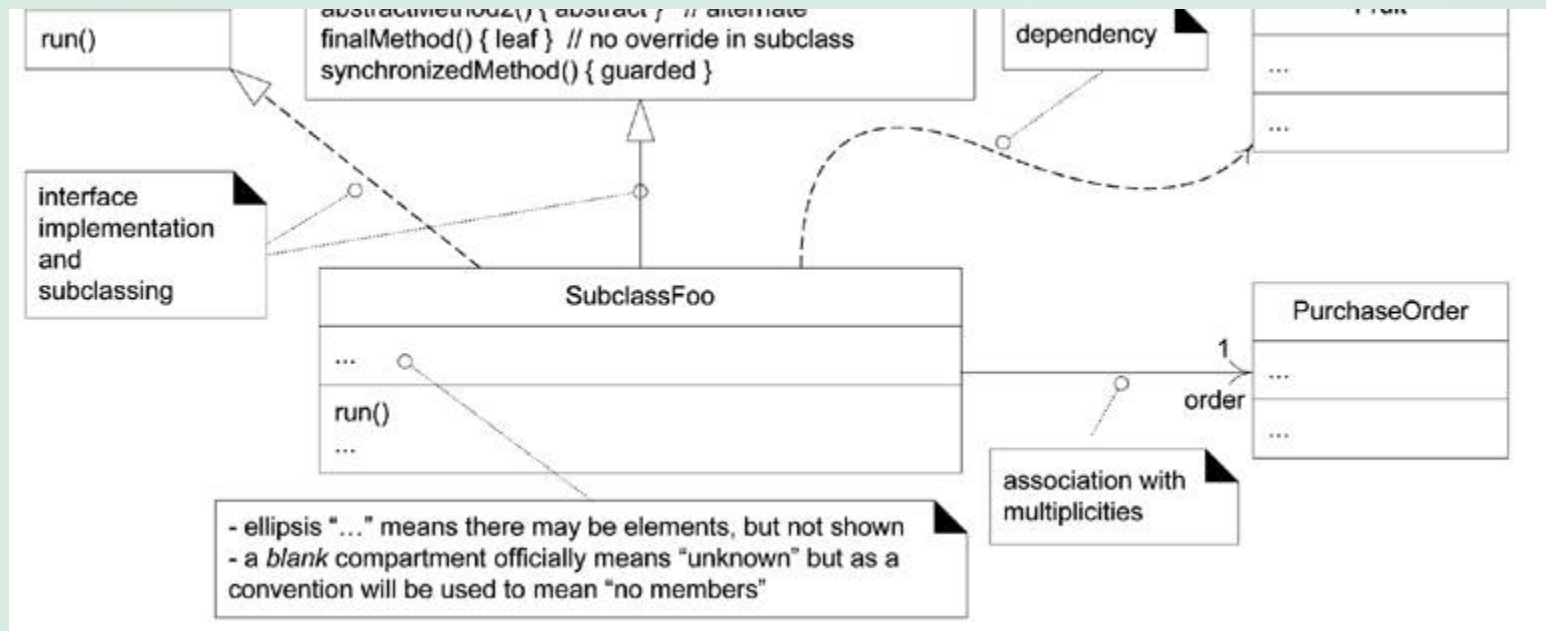 run()
abstractMethod2() { abstract } // alternate
finalMethod() { leaf } // no override in subclass
synchronizedMethod() { guarded }
dependency
Fruit
...
...
interface
implementation
and
subclassing
SubclassFoo
...
run()
...
PurchaseOrder
...
...
1
order
association with
multiplicities
- ellipsis “…” means there may be elements, but not shown
- a blank compartment officially means “unknown” but as a
convention will be used to mean “no members”